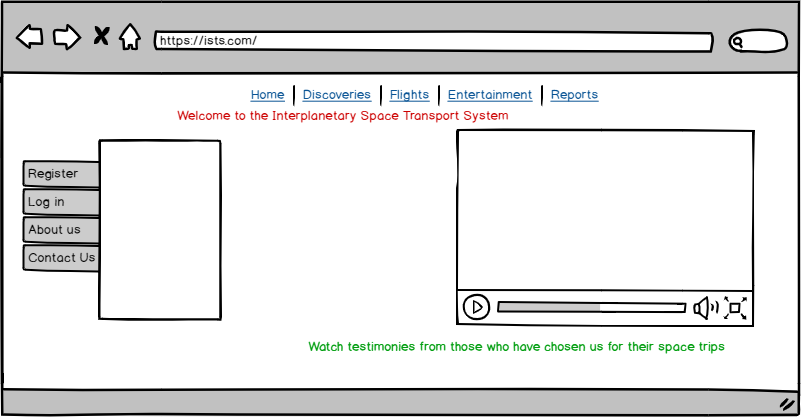 https://ists.com/
Home Discoveries Flights Entertainment Reports
Welcome to the Interplanetary Space Transport System
Register
Log in
About us
Contact Us
Watch testimonies from those who have chosen us for their space trips